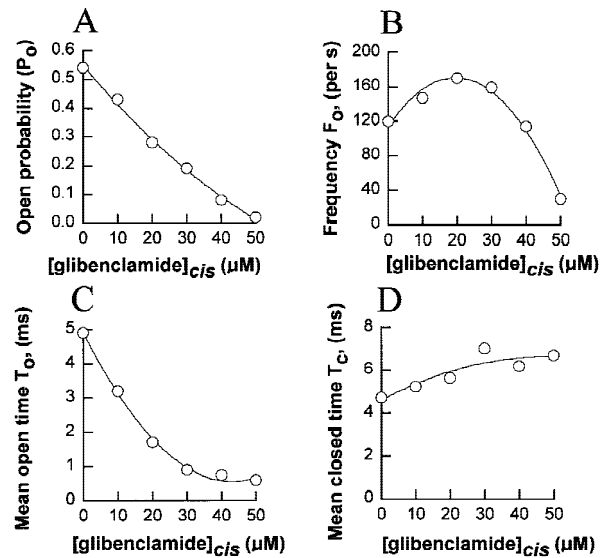 A
Open probability (Po)
0.6
0.5
0.4
0.3
0.2
0.1
0.0
0 10 20 30 40 50
[glibenclamide]cis (µM)
B
Frequency Fo, (per s)
200
160
120
80
40
0
0 10 20 30 40 50
[glibenclamide]cis (µM)
C
Mean open time To, (ms)
5
4
3
2
1
0
0 10 20 30 40 50
[glibenclamide]cis (µM)
D
Mean closed time Tc, (ms)
8
6
4
2
0
0 10 20 30 40 50
[glibenclamide]cis (µM)